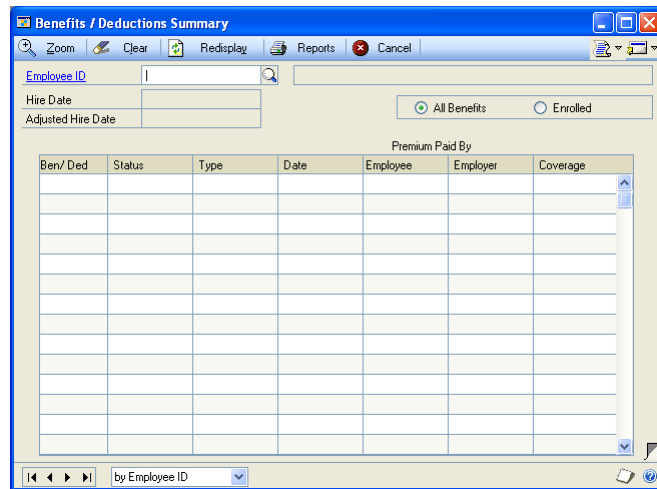 Benefits / Deductions Summary
Zoom Clear Redisplay Reports Cancel
Employee ID
Hire Date
All Benefits Enrolled
Adjusted Hire Date
Premium Paid By
Ben/ Ded Status Type Date Employee Employer Coverage
by Employee ID